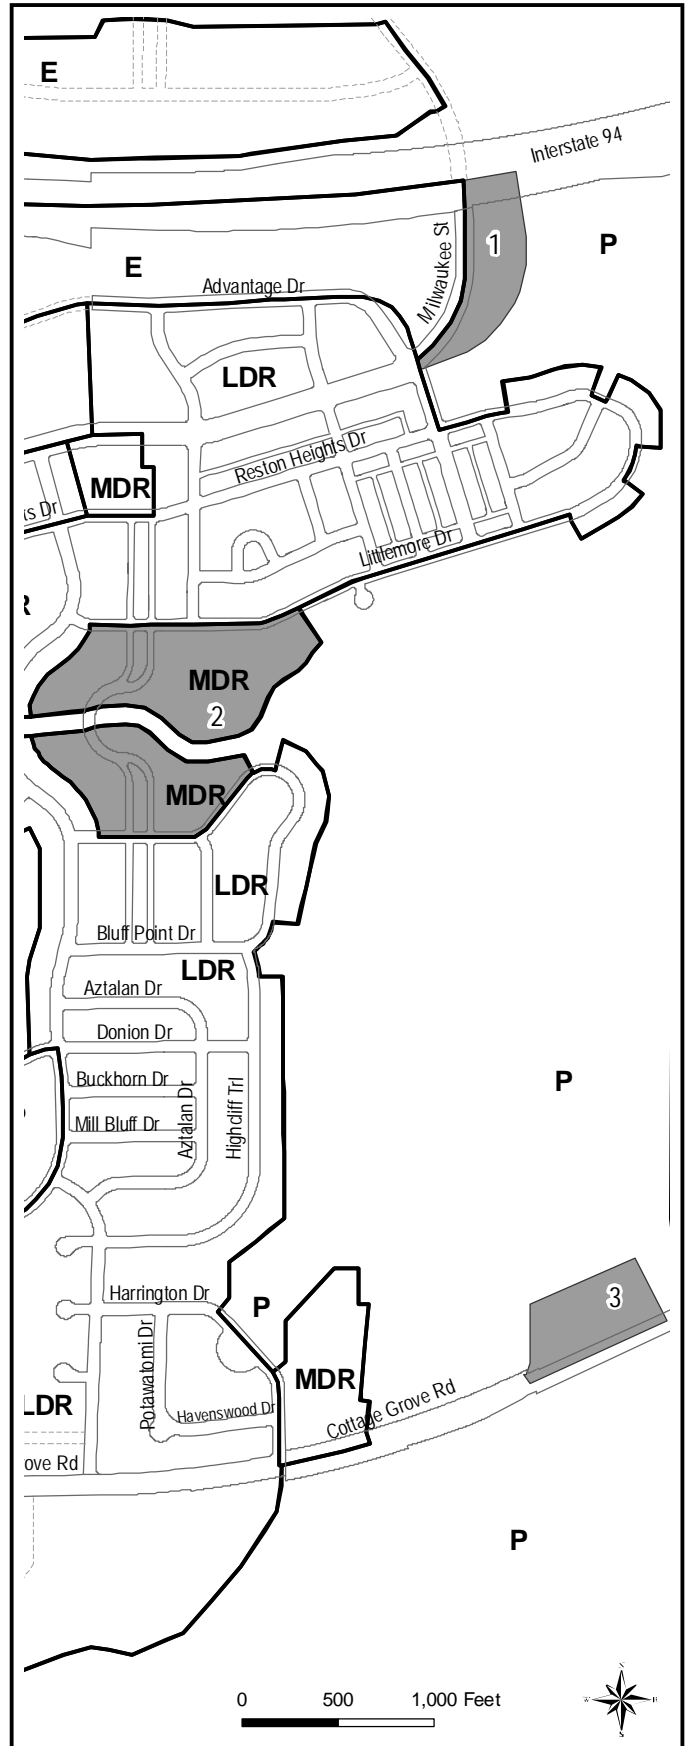 E
Interstate 94
1
P
E
Milwaukee St
Advantage Dr
LDR
Reston Heights Dr
MDR
ts Dr
Littlemore Dr
R
MDR
2
MDR
LDR
Bluff Point Dr
LDR
Aztalan Dr
Donion Dr
P
Buckhorn Dr
Aztalan Dr
Highcliff Trl
Mill Bluff Dr
Harrington Dr
P
3
Potawatomi Dr
MDR
LDR
Havenswood Dr
Cottage Grove Rd
ove Rd
P
0 500 1,000 Feet